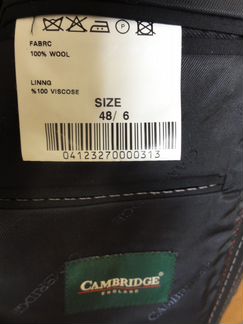 FABRC
100% WOOL
LINNG
%100 VISCOSE
SIZE
48/ 6
04123270000313
CAMBRIDGE
ENGLAND